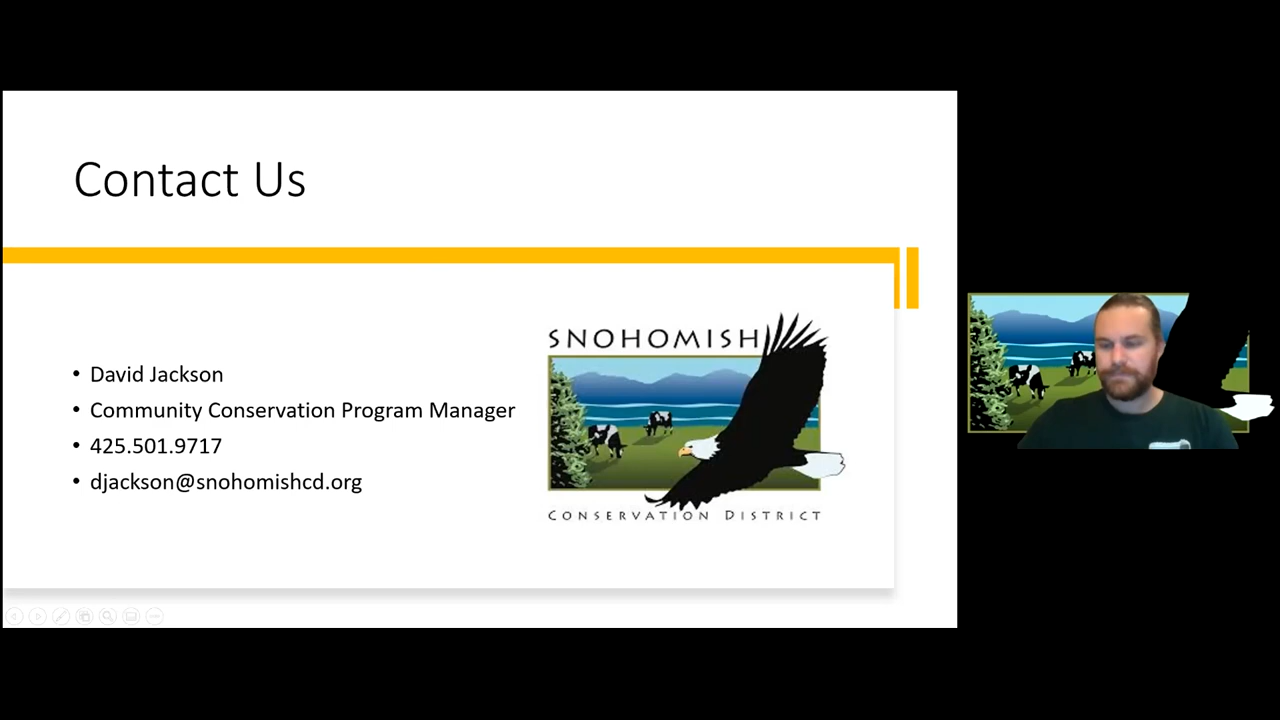 Contact Us
David Jackson
Community Conservation Program Manager
425.501.9717
djackson@snohomishcd.org
SNOHOMISH
CONSERVATION DISTRICT